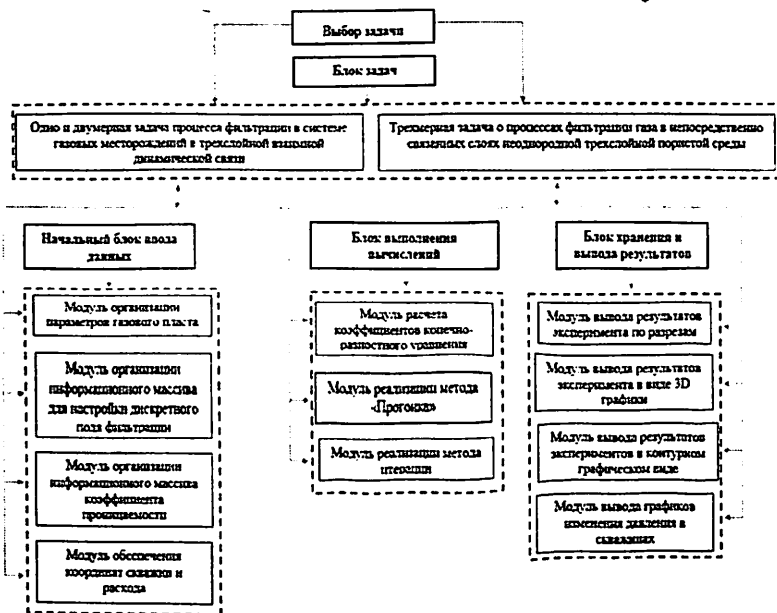 Выбор задачи
Блок задач
Одно и двумерная задача процесса фильтрации в системе
газовых месторождений в трехслойной взаимной
динамической связи
Трехмерная задача о процессах фильтрации газа в непосредственно
связанных слоях неоднородной трехслойной пористой среды
Начальный блок ввода
данных
Модуль организации
параметров газового пласта
Модуль организации
информационного массива
для настройки дискретного
поля фильтрации
Модуль организации
информационного массива
коэффициента
проницаемости
Модуль обеспечения
координат скважин и
расхода
Блок выполнения
вычислений
Модуль расчета
коэффициентов конечно-
разностного уравнения
Модуль реализации метода
«Прогонки»
Модуль реализации метода
итерации
Блок хранения и
вывода результатов
Модуль вывода результатов
эксперимента по разрезам
Модуль вывода результатов
эксперимента в виде 3D
графики
Модуль вывода результатов
экспериментов в контурном
графическом виде
Модуль вывода графиков
изменения давления в
скважинах